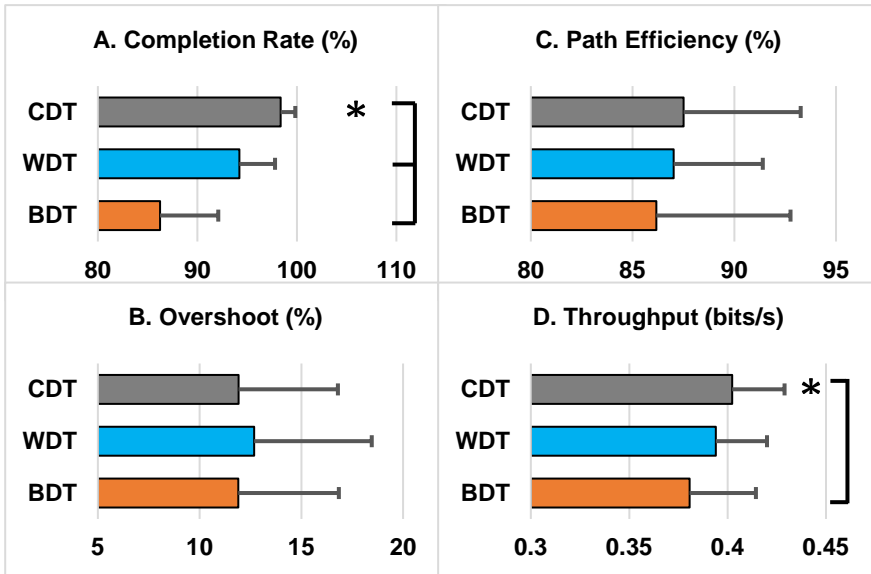 A. Completion Rate (%)
CDT
*
WDT
BDT
80 90 100 110
C. Path Efficiency (%)
CDT
WDT
BDT
80 85 90 95
B. Overshoot (%)
CDT
WDT
BDT
5 10 15 20
D. Throughput (bits/s)
CDT
*
WDT
BDT
0.3 0.35 0.4 0.45